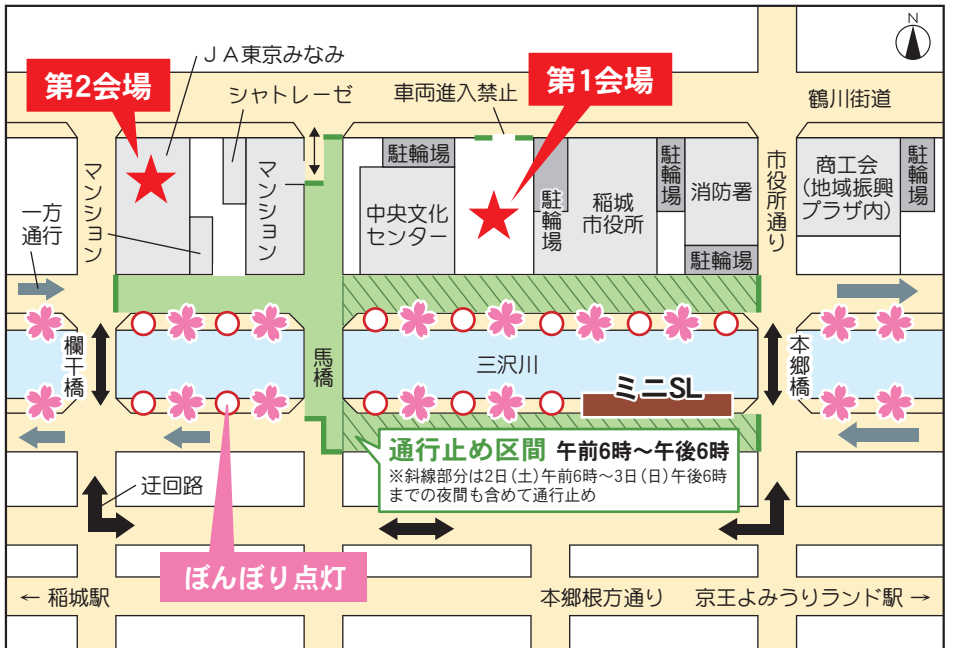 N
JA東京みなみ
第2会場
シャトレーゼ
車両進入禁止
第1会場
鶴川街道
マンション
マンション
駐輪場
中央文化
センター
駐輪場
稲城
市役所
駐輪場
消防署
駐輪場
市役所通り
商工会
(地域振興
プラザ内)
駐輪場
一方
通行
欄干橋
馬橋
三沢川
本郷橋
ミニSL
通行止め区間 午前6時～午後6時
※斜線部分は2日(土)午前6時～3日(日)午後6時
までの夜間も含めて通行止め
迂回路
ぼんぼり点灯
← 稲城駅
本郷根方通り
京王よみうりランド駅 →